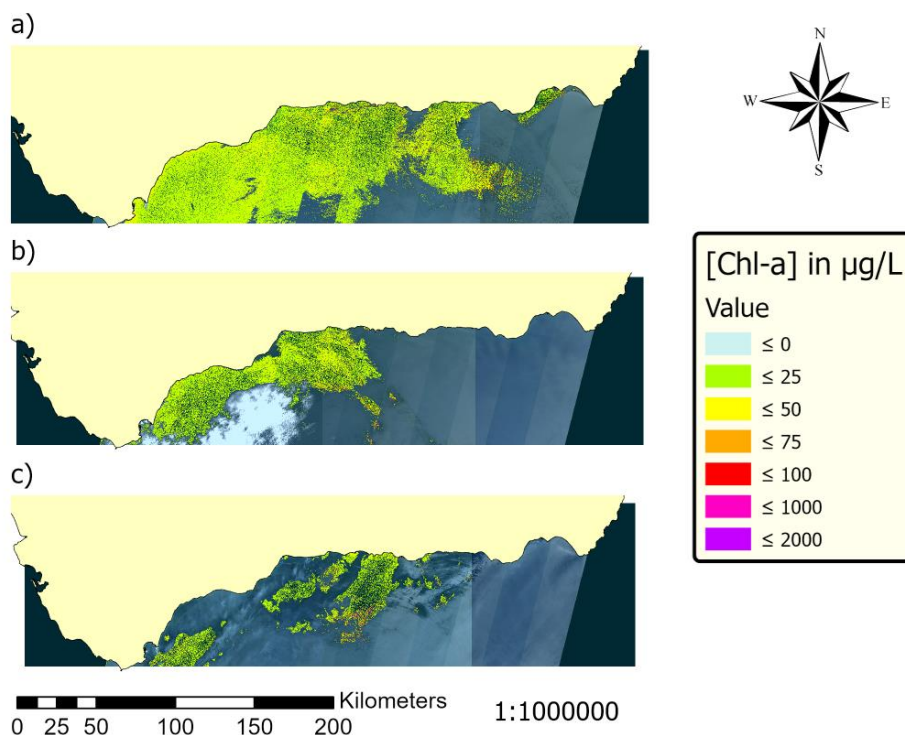 a)
N
W
E
S
b)
[Chl-a] in µg/L
Value
≤ 0
≤ 25
≤ 50
≤ 75
≤ 100
≤ 1000
≤ 2000
c)
Kilometers
0 25 50 100 150 200
1:1000000